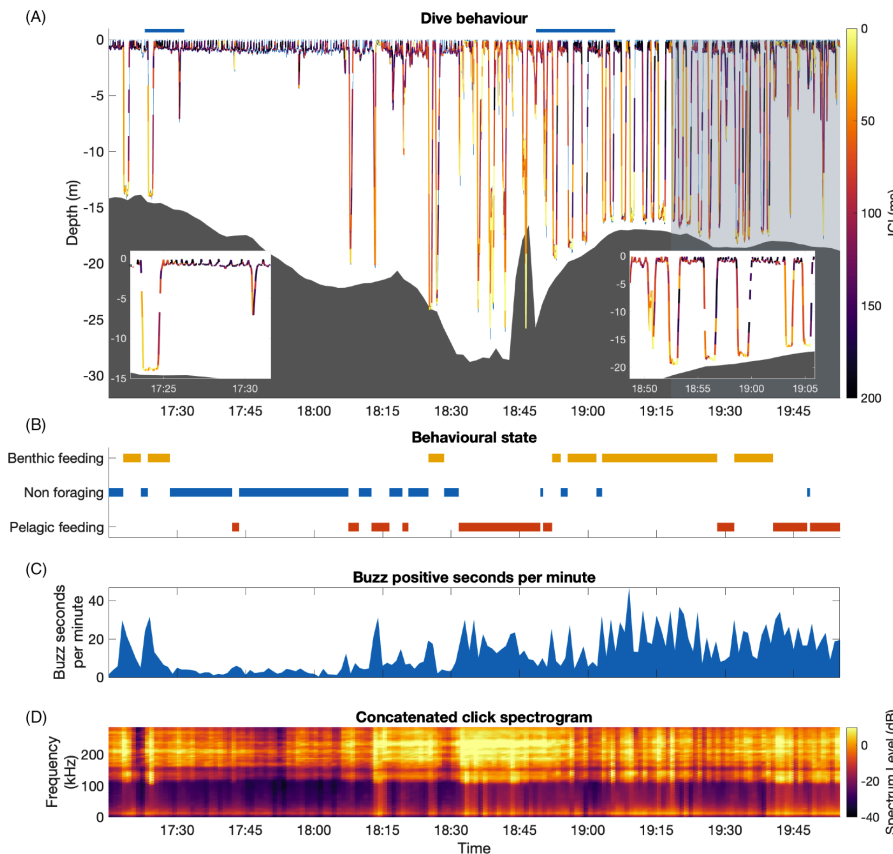 (A)
Dive behaviour
0
-5
-10
-15
-20
-25
-30
Depth (m)
0
-5
-10
-15
17:25
17:30
0
-5
-10
-15
-20
18:50
18:55
19:00
19:05
17:30
17:45
18:00
18:15
18:30
18:45
19:00
19:15
19:30
19:45
0
50
100
150
200
ICI (ms)
(B)
Behavioural state
Benthic feeding
Non foraging
Pelagic feeding
(C)
Buzz positive seconds per minute
40
20
0
Buzz seconds
per minute
(D)
Concatenated click spectrogram
200
100
0
Frequency
(kHz)
17:30
17:45
18:00
18:15
18:30
18:45
19:00
19:15
19:30
19:45
Time
0
-20
-40
Spectrum Level (dB)